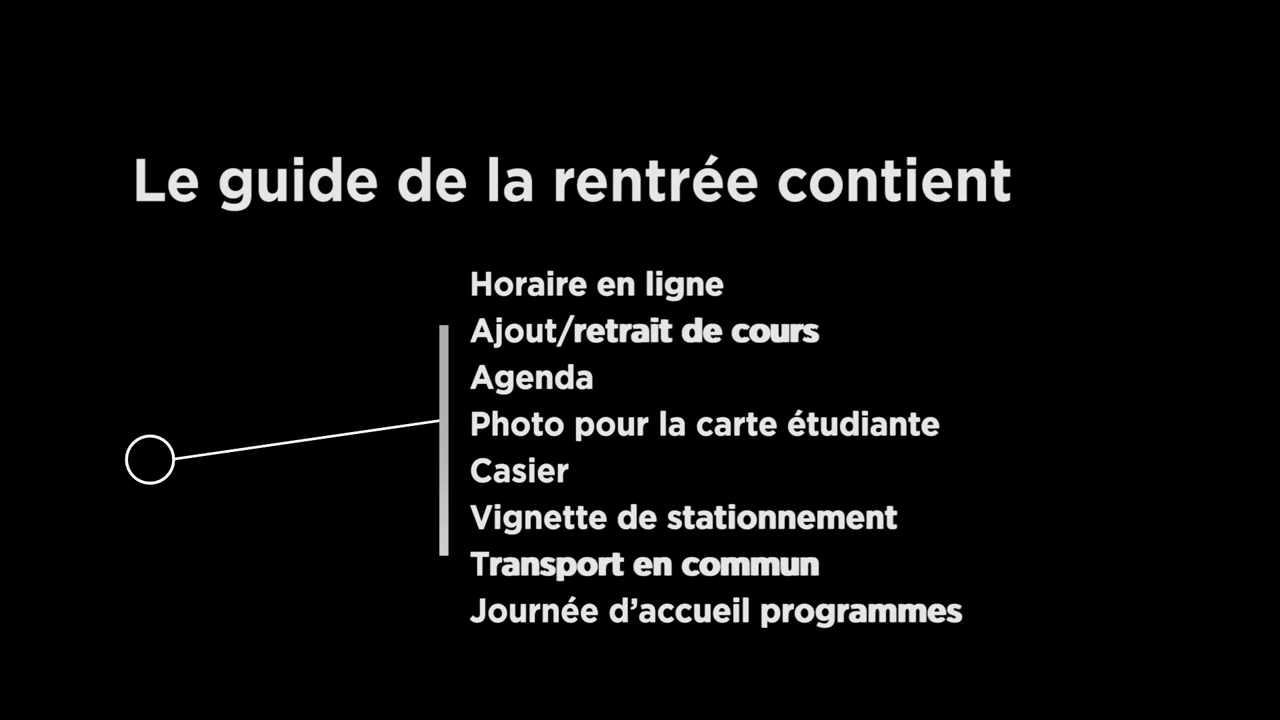 Le guide de la rentrée contient
Horaire en ligne
Ajout/retrait de cours
Agenda
Photo pour la carte étudiante
Casier
Vignette de stationnement
Transport en commun
Journée d’accueil programmes